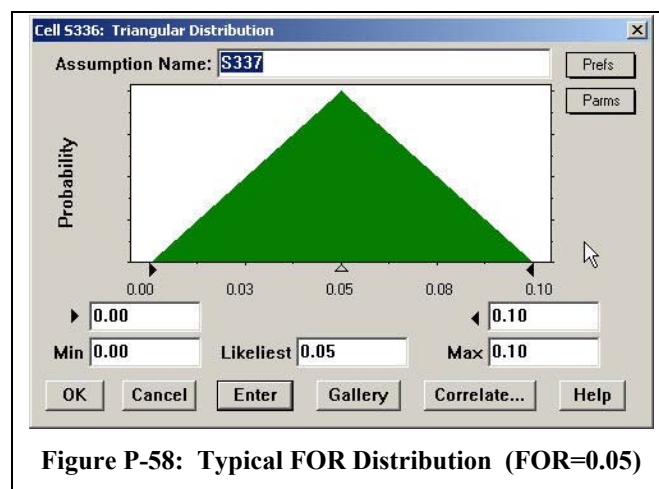 Cell S336: Triangular Distribution
Assumption Name: S337
Prefs
Parms
Probability
0.00 0.03 0.05 0.08 0.10
0.00 0.10
Min 0.00 Likeliest 0.05 Max 0.10
OK Cancel Enter Gallery Correlate... Help
Figure P-58: Typical FOR Distribution (FOR=0.05)